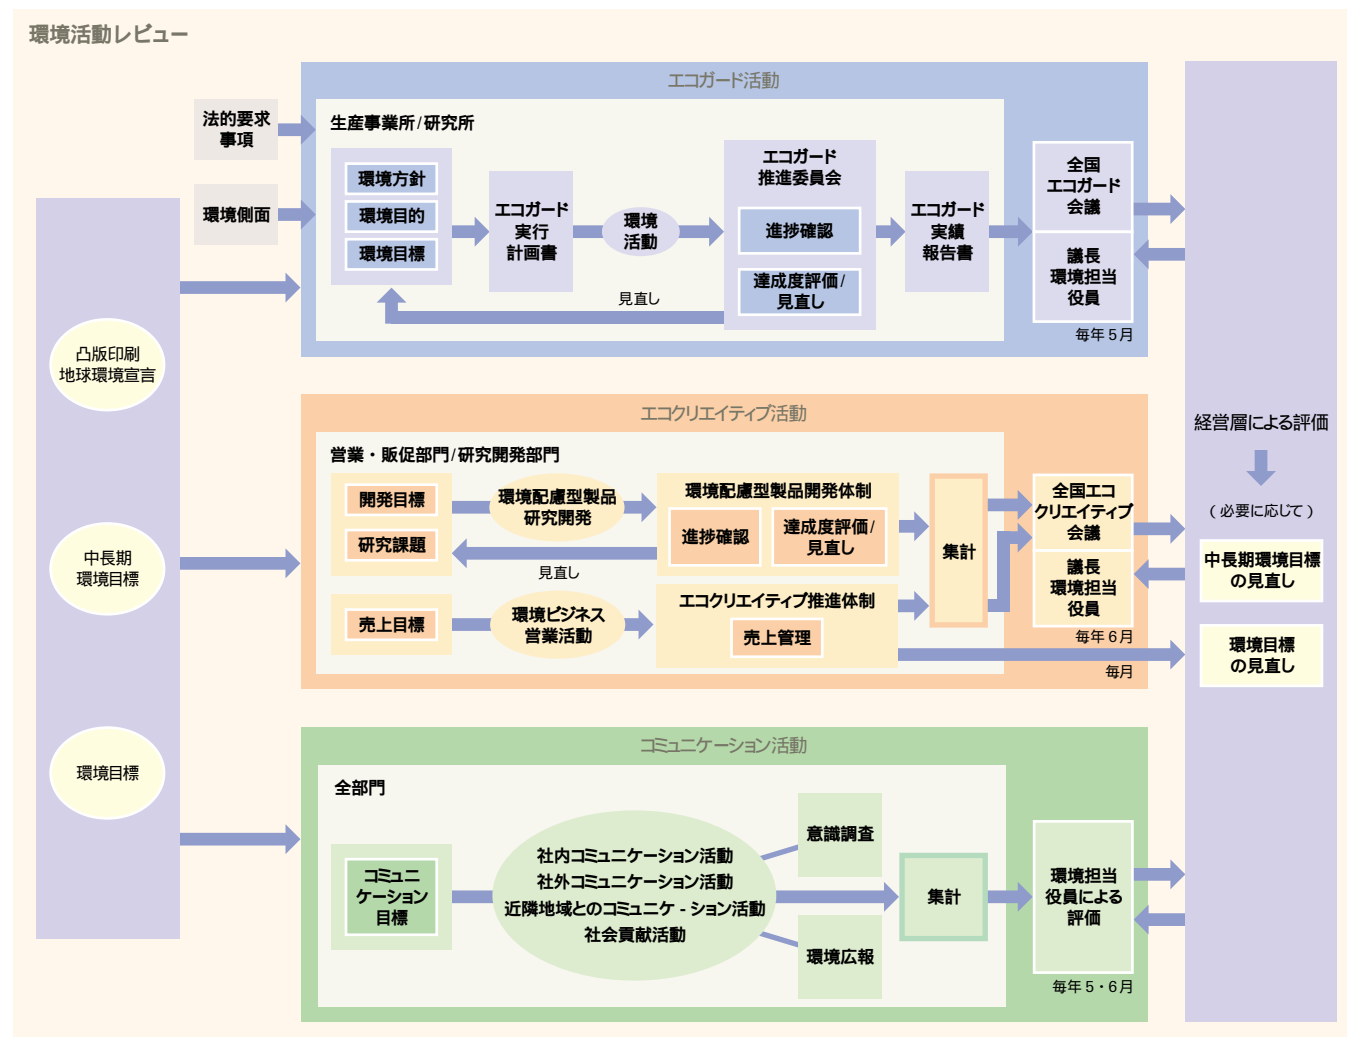 環境活動レビュー
凸版印刷
地球環境宣言
中長期
環境目標
環境目標
法的要求
事項
環境側面
エコガード活動
生産事業所/研究所
環境方針
環境目的
環境目標
エコガード
実行
計画書
環境
活動
エコガード
推進委員会
進捗確認
達成度評価/
見直し
見直し
エコガード
実績
報告書
全国
エコガード
会議
議長
環境担当
役員
毎年5月
エコクリエイティブ活動
営業・販促部門/研究開発部門
開発目標
研究課題
環境配慮型製品
研究開発
環境配慮型製品開発体制
進捗確認
達成度評価/
見直し
見直し
売上目標
環境ビジネス
営業活動
エコクリエイティブ推進体制
売上管理
集計
全国エコ
クリエイティブ
会議
議長
環境担当
役員
毎年6月
毎月
コミュニケーション活動
全部門
コミュニ
ケーション
目標
社内コミュニケーション活動
社外コミュニケーション活動
近隣地域とのコミュニケ-ション活動
社会貢献活動
意識調査
環境広報
集計
環境担当
役員による
評価
毎年5・6月
経営層による評価
(必要に応じて)
中長期環境目標
の見直し
環境目標
の見直し